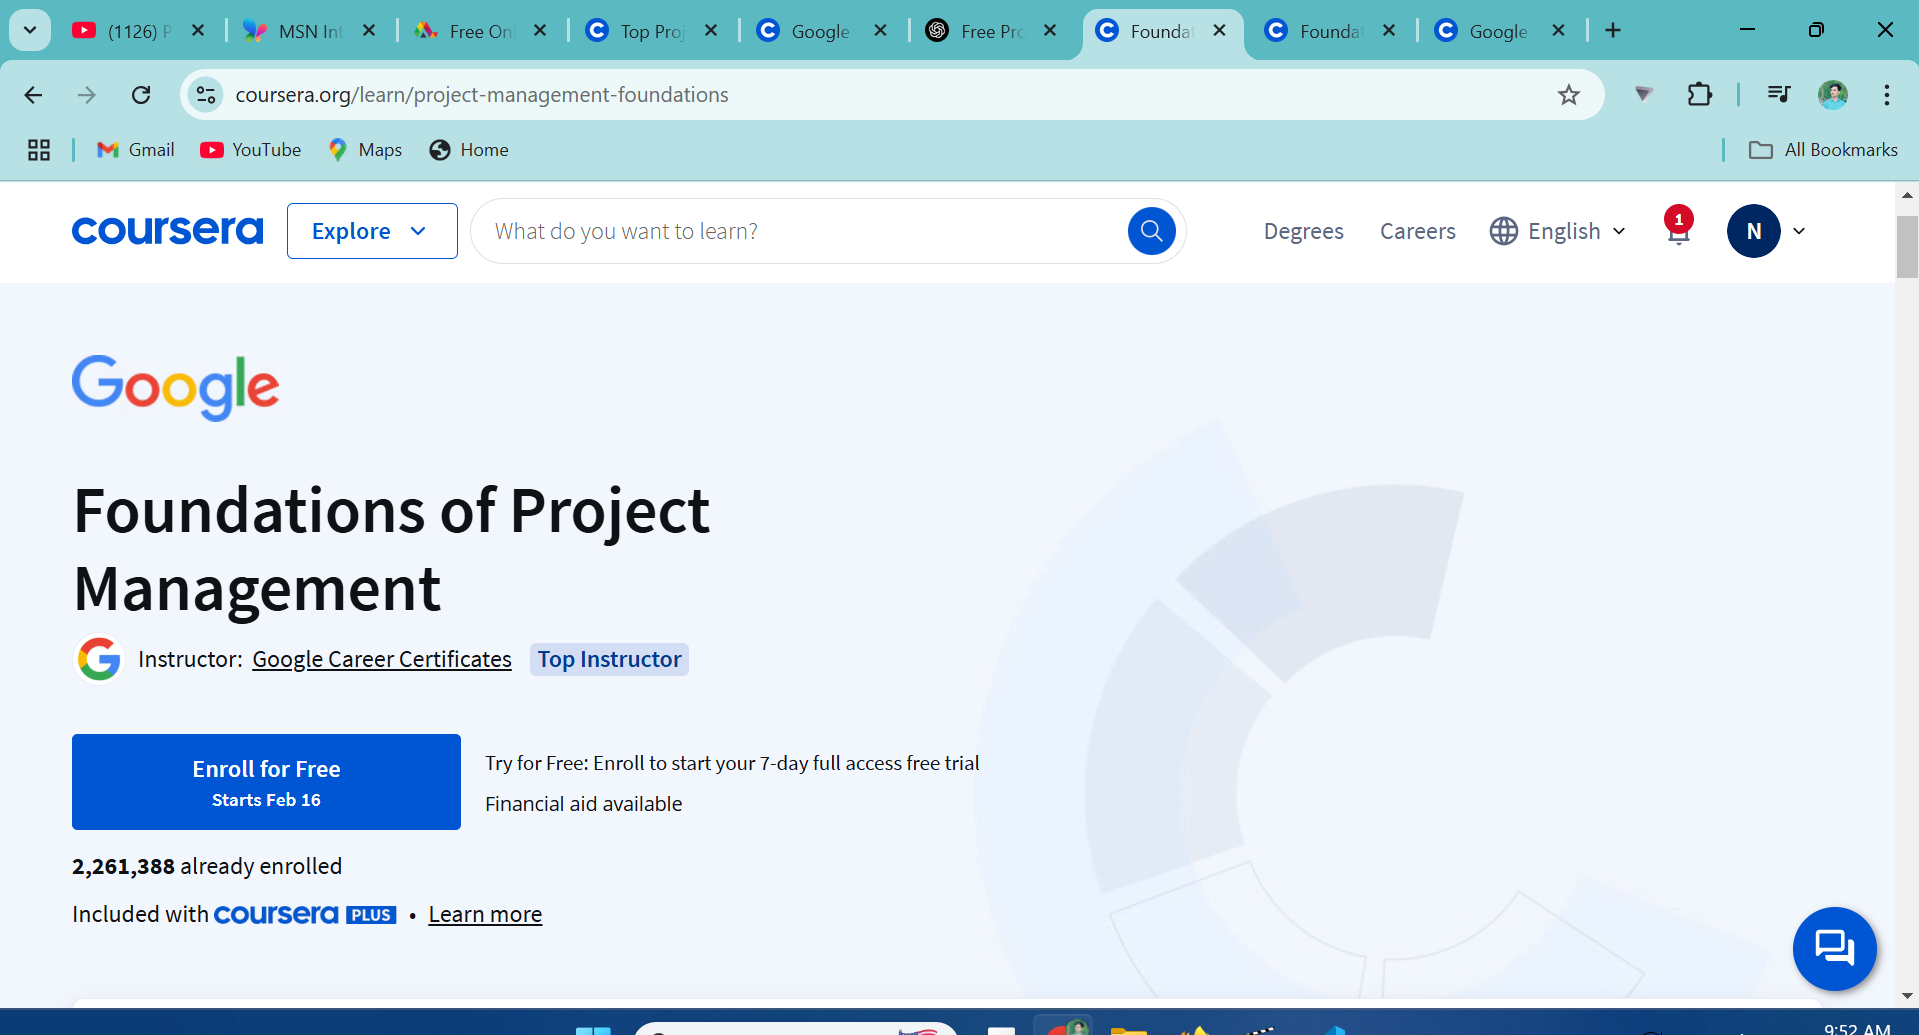 (1126) P
MSN Int
Free Onl
Top Proj
Google
Free Pro
Foundat
Foundat
Google
coursera.org/learn/project-management-foundations
Gmail
YouTube
Maps
Home
All Bookmarks
coursera
Explore
What do you want to learn?
Degrees
Careers
English
1
N
Google
Foundations of Project
Management
Instructor: Google Career Certificates
Top Instructor
Enroll for Free
Starts Feb 16
Try for Free: Enroll to start your 7-day full access free trial
Financial aid available
2,261,388 already enrolled
Included with coursera PLUS • Learn more
9:52 AM